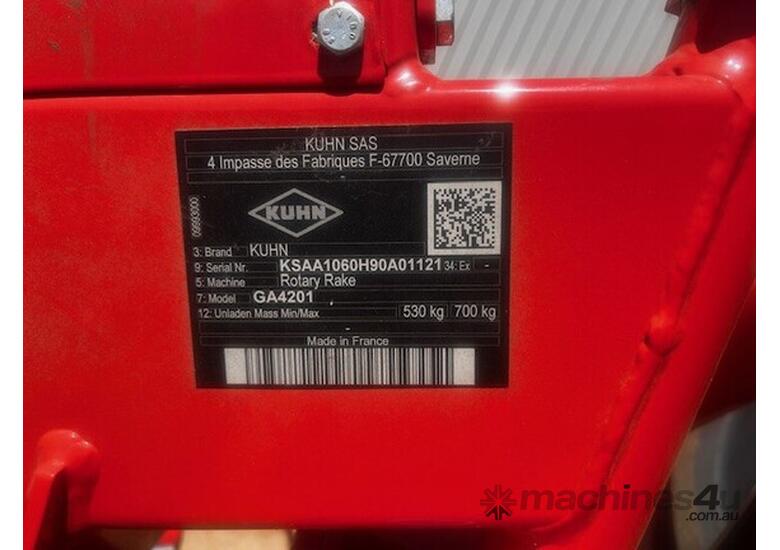 KUHN SAS
4 Impasse des Fabriques F-67700 Saverne
09993000
KUHN
3: Brand KUHN
9: Serial Nr. KSAA1060H90A01121 34: Ex -
5: Machine Rotary Rake
7: Model GA4201
12: Unladen Mass Min/Max 530 kg 700 kg
-
Made in France
machines4u
.com.au